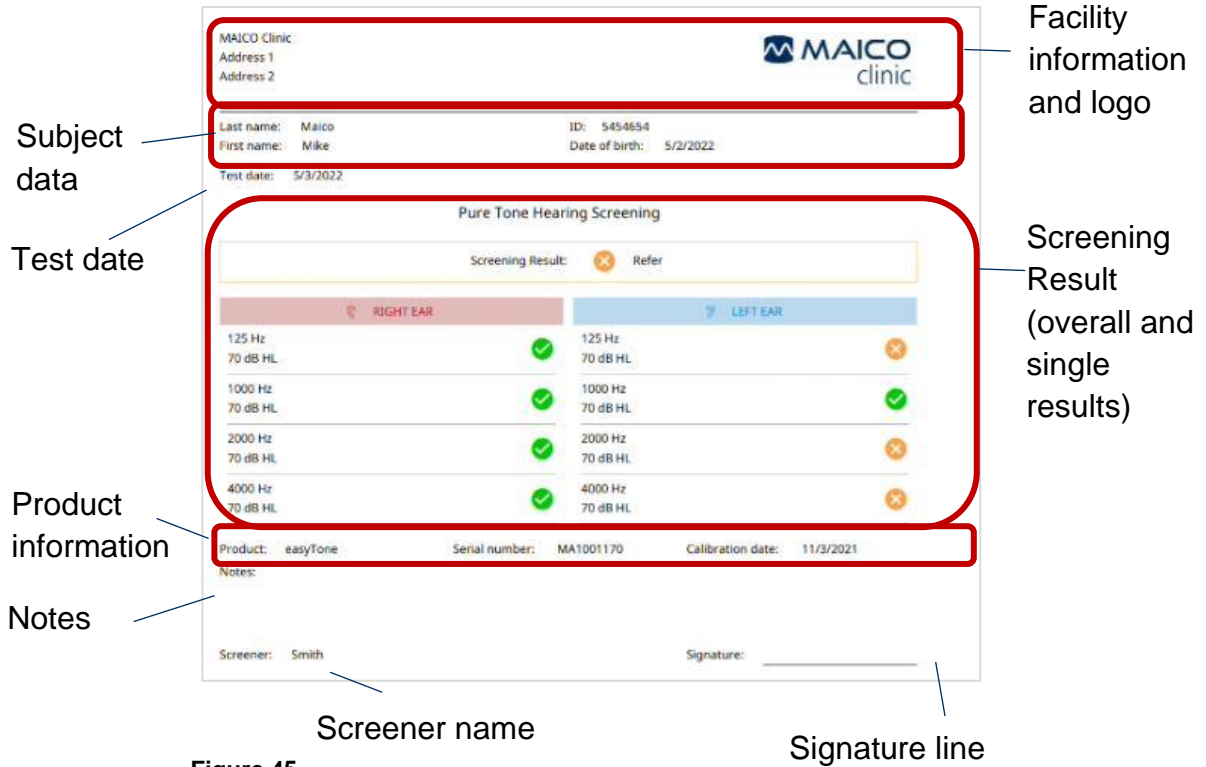 MAICO Clinic
Address 1
Address 2
MAICO
clinic
Facility
information
and logo
Subject
data
Last name: Maico ID: 5454654
First name: Mike Date of birth: 5/2/2022
Test date: 5/3/2022
Test date
Pure Tone Hearing Screening
Screening Result: Refer
Screening
Result
(overall and
single
results)
RIGHT EAR LEFT EAR
125 Hz 125 Hz
70 dB HL 70 dB HL
1000 Hz 1000 Hz
70 dB HL 70 dB HL
2000 Hz 2000 Hz
70 dB HL 70 dB HL
4000 Hz 4000 Hz
70 dB HL 70 dB HL
Product
information
Product: easyTone Serial number: MA1001170 Calibration date: 11/3/2021
Notes:
Notes
Screener: Smith Signature:
Screener name
Signature line
Figure 45